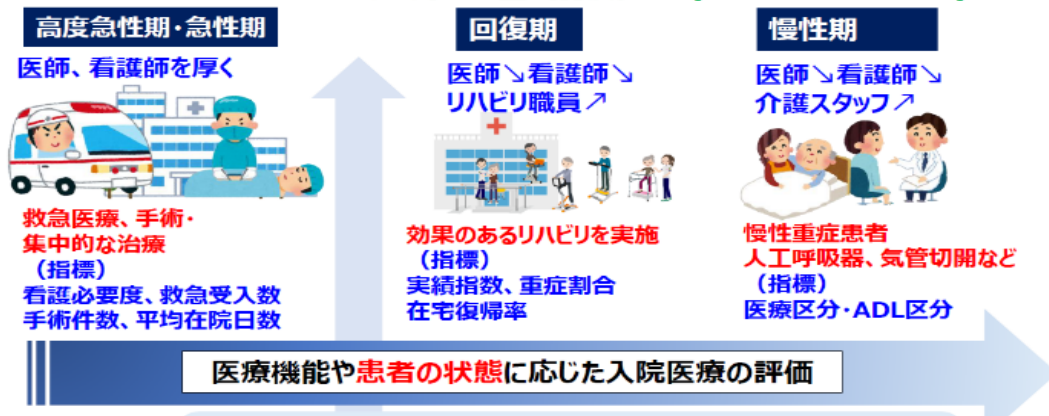 高度急性期・急性期
医師、看護師を厚く
救急医療、手術・
集中的な治療
（指標）
看護必要度、救急受入数
手術件数、平均在院日数
回復期
医師↘看護師↘
リハビリ職員↗
効果のあるリハビリを実施
（指標）
実績指数、重症割合
在宅復帰率
慢性期
医師↘看護師↘
介護スタッフ↗
慢性重症患者
人工呼吸器、気管切開など
（指標）
医療区分・ADL区分
医療機能や患者の状態に応じた入院医療の評価